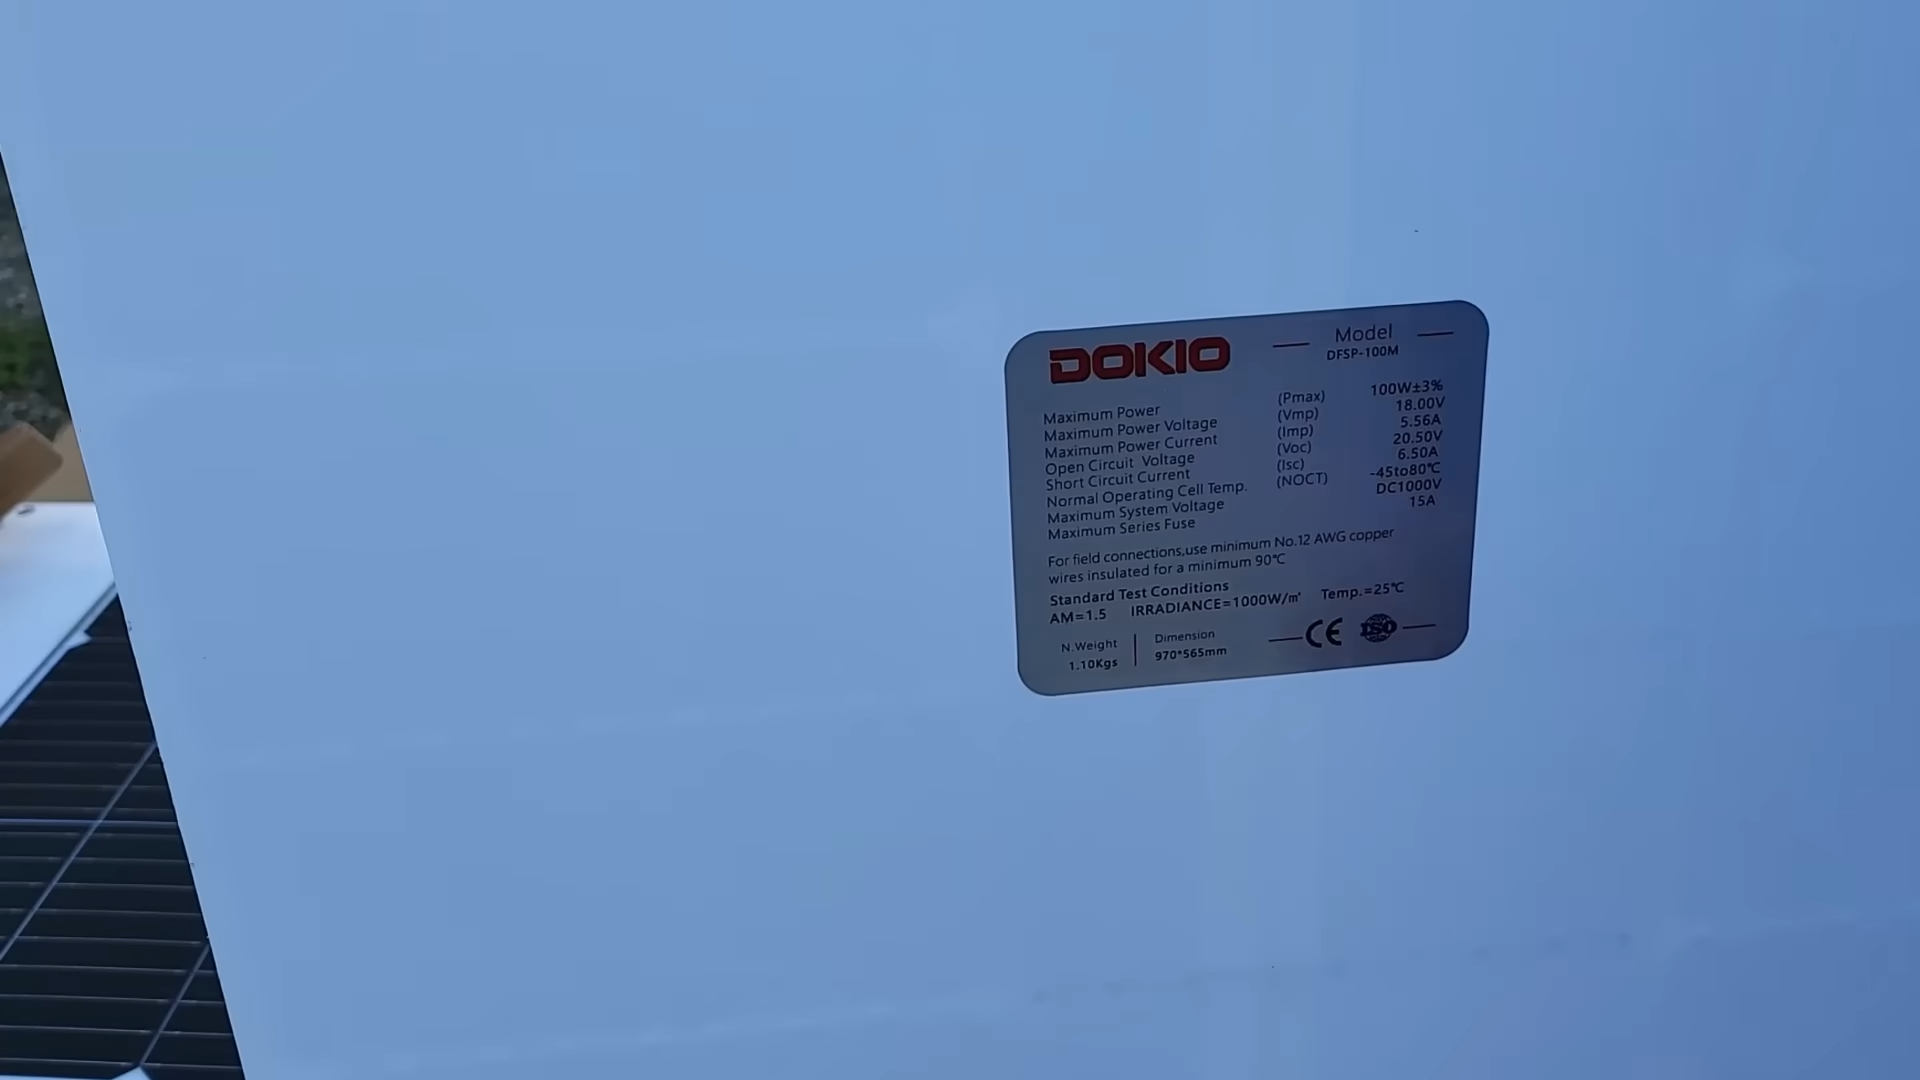 DOKIO
Model
DFSP-100M
Maximum Power (Pmax) 100W±3%
Maximum Power Voltage (Vmp) 18.00V
Maximum Power Current (Imp) 5.56A
Open Circuit Voltage (Voc) 20.50V
Short Circuit Current (Isc) 6.50A
Normal Operating Cell Temp. (NOCT) -45to80℃
Maximum System Voltage DC1000V
Maximum Series Fuse 15A
For field connections,use minimum No.12 AWG copper
wires insulated for a minimum 90℃
Standard Test Conditions
AM=1.5 IRRADIANCE=1000W/㎡ Temp.=25℃
N.Weight
1.10Kgs
Dimension
970*565mm
CE ISO